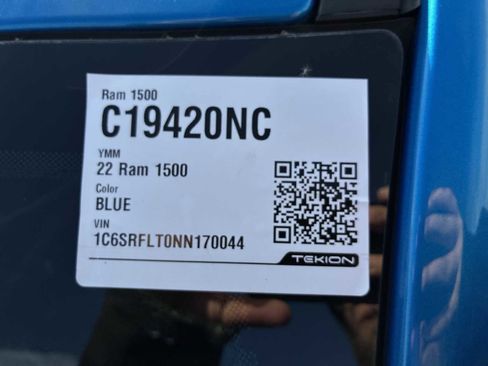 Ram 1500
C19420NC
YMM
22 Ram 1500
Color
BLUE
VIN
1C6SRFLT0NN170044
TEKION